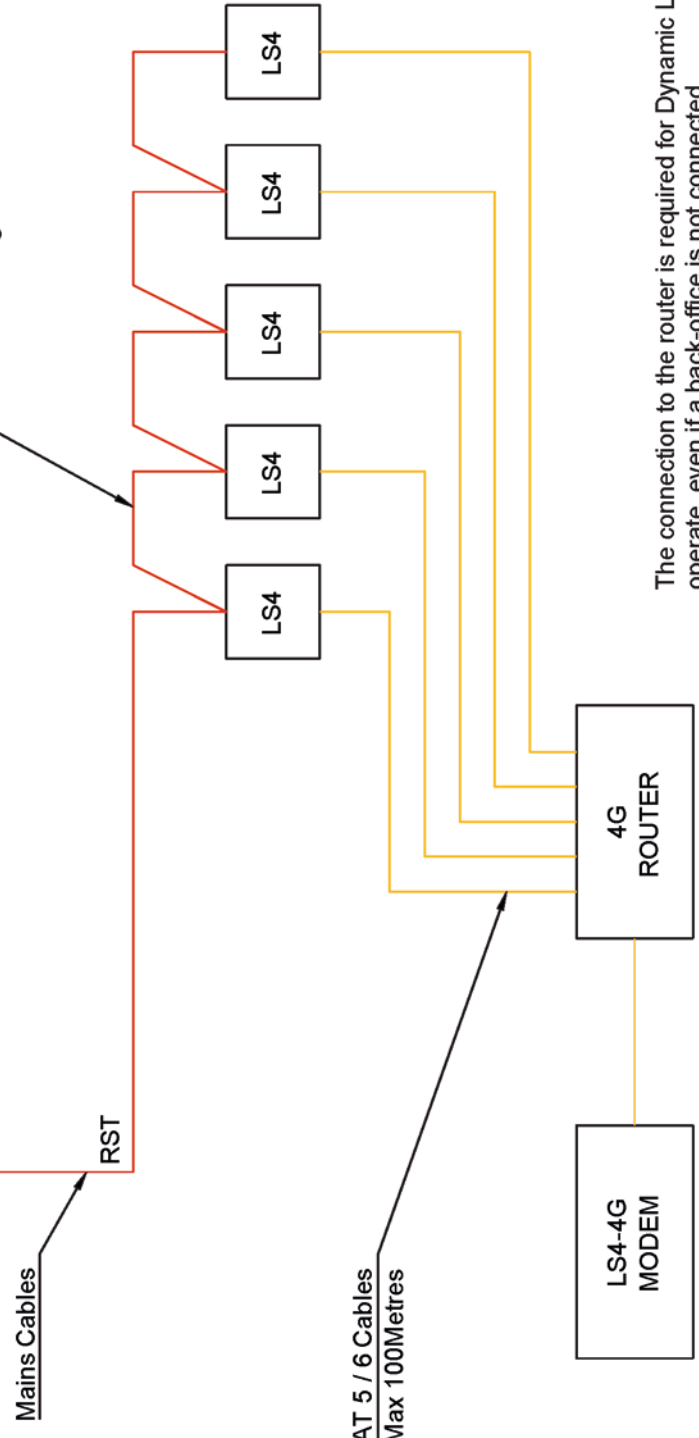 Mains Cables
RST
LS4
LS4
LS4
LS4
LS4
AT 5 / 6 Cables
Max 100Metres
LS4-4G
MODEM
4G
ROUTER
The connection to the router is required for Dynamic L
operate, even if a back-office is not connected